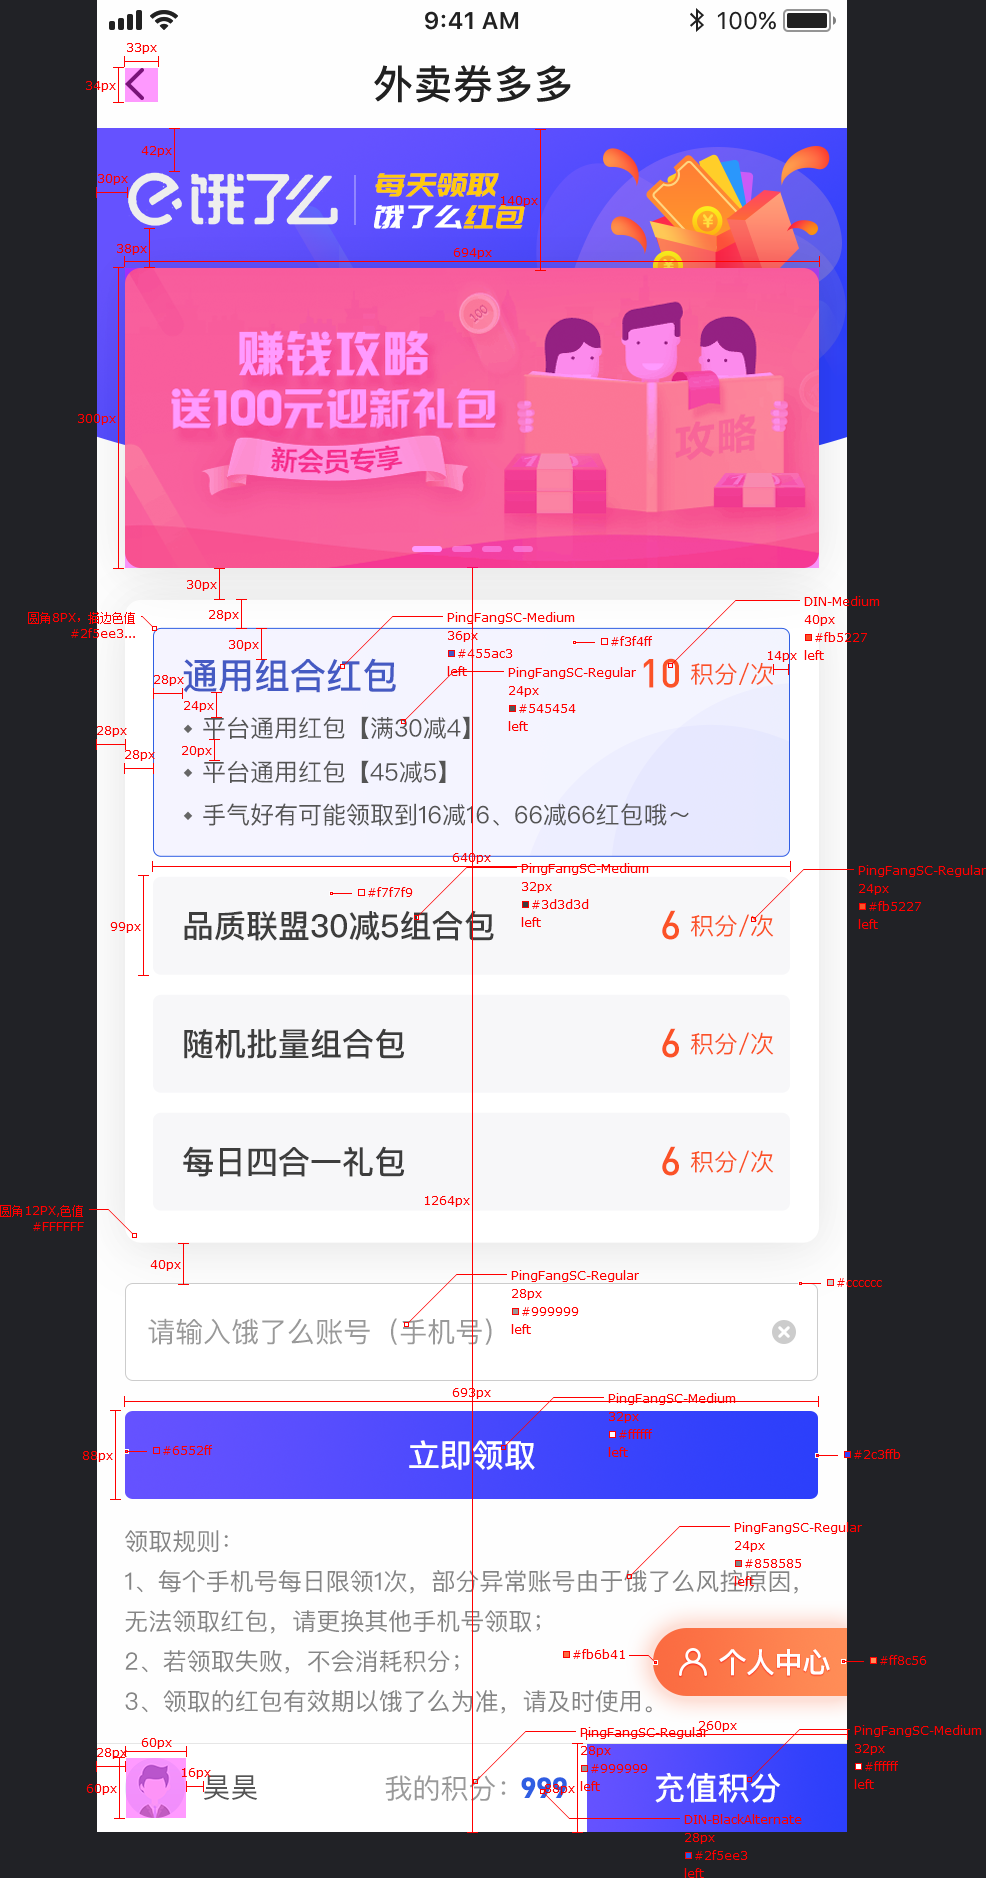 9:41 AM
100%
33px
34px
外卖券多多
42px
30px
饿了么
每天领取
饿了么红包
140px
38px
694px
100
赚钱攻略
送100元迎新礼包
新会员专享
攻略
300px
30px
28px
圆角8PX，描边色值
#2f5ee3...
30px
PingFangSC-Medium
36px
#455ac3
left
#f3f4ff
DIN-Medium
40px
#fb5227
left
14px
通用组合红包
10 积分/次
PingFangSC-Regular
24px
#545454
left
28px
24px
平台通用红包【满30减4】
28px
20px
28px
平台通用红包【45减5】
手气好有可能领取到16减16、66减66红包哦～
640px
PingFangSC-Medium
32px
#3d3d3d
left
PingFangSC-Regular
24px
#fb5227
left
#f7f7f9
99px
品质联盟30减5组合包
6 积分/次
随机批量组合包
6 积分/次
每日四合一礼包
6 积分/次
1264px
圆角12PX,色值
#FFFFFF
40px
PingFangSC-Regular
28px
#999999
left
#cccccc
请输入饿了么账号（手机号）
693px
PingFangSC-Medium
32px
#ffffff
left
88px
#6552ff
立即领取
#2c3ffb
领取规则：
PingFangSC-Regular
24px
#858585
left
1、每个手机号每日限领1次，部分异常账号由于饿了么风控原因，
无法领取红包，请更换其他手机号领取；
2、若领取失败，不会消耗积分；
3、领取的红包有效期以饿了么为准，请及时使用。
#fb6b41
个人中心
#ff8c56
260px
PingFangSC-Regular
28px
#999999
left
PingFangSC-Medium
32px
#ffffff
left
60px
28px
16px
60px
昊昊
我的积分：999
88px
充值积分
DIN-BlackAlternate
28px
#2f5ee3
left